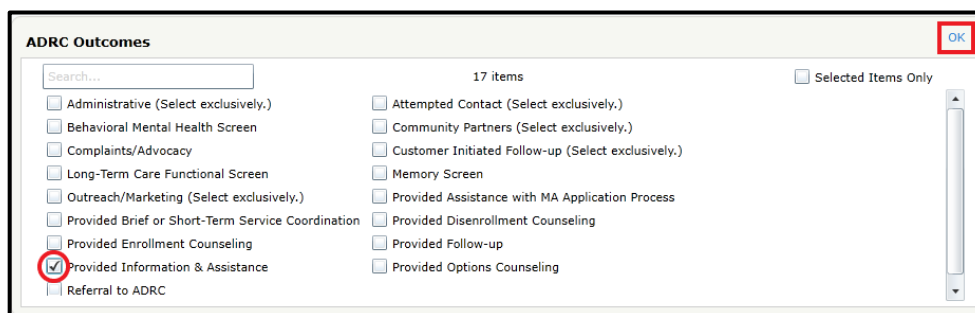 ADRC Outcomes
OK
Search...
17 items
Selected Items Only
Administrative (Select exclusively.)
Attempted Contact (Select exclusively.)
Behavioral Mental Health Screen
Community Partners (Select exclusively.)
Complaints/Advocacy
Customer Initiated Follow-up (Select exclusively.)
Long-Term Care Functional Screen
Memory Screen
Outreach/Marketing (Select exclusively.)
Provided Assistance with MA Application Process
Provided Brief or Short-Term Service Coordination
Provided Disenrollment Counseling
Provided Enrollment Counseling
Provided Follow-up
Provided Information & Assistance
Provided Options Counseling
Referral to ADRC